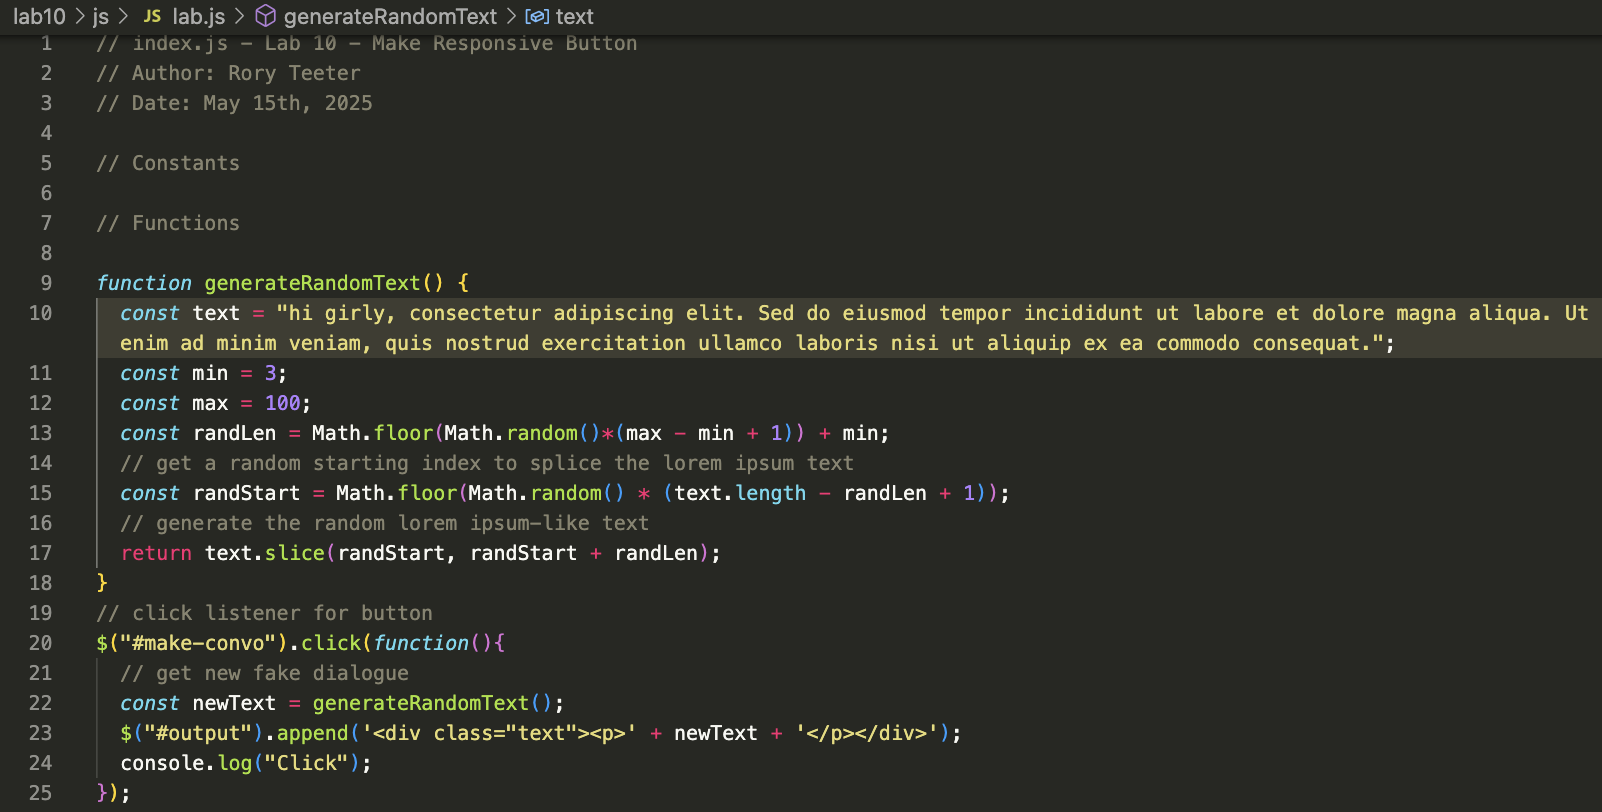 lab10 > js > JS lab.js > generateRandomText > text
1 // index.js - Lab 10 - Make Responsive Button
2 // Author: Rory Teeter
3 // Date: May 15th, 2025
4
5 // Constants
6
7 // Functions
8
9 function generateRandomText() {
10 const text = "hi girly, consectetur adipiscing elit. Sed do eiusmod tempor incididunt ut labore et dolore magna aliqua. Ut
enim ad minim veniam, quis nostrud exercitation ullamco laboris nisi ut aliquip ex ea commodo consequat.";
11 const min = 3;
12 const max = 100;
13 const randLen = Math.floor(Math.random()*(max - min + 1)) + min;
14 // get a random starting index to splice the lorem ipsum text
15 const randStart = Math.floor(Math.random() * (text.length - randLen + 1));
16 // generate the random lorem ipsum-like text
17 return text.slice(randStart, randStart + randLen);
18 }
19 // click listener for button
20 $("#make-convo").click(function(){
21 // get new fake dialogue
22 const newText = generateRandomText();
23 $("#output").append('<div class="text"><p>' + newText + '</p></div>');
24 console.log("Click");
25 });